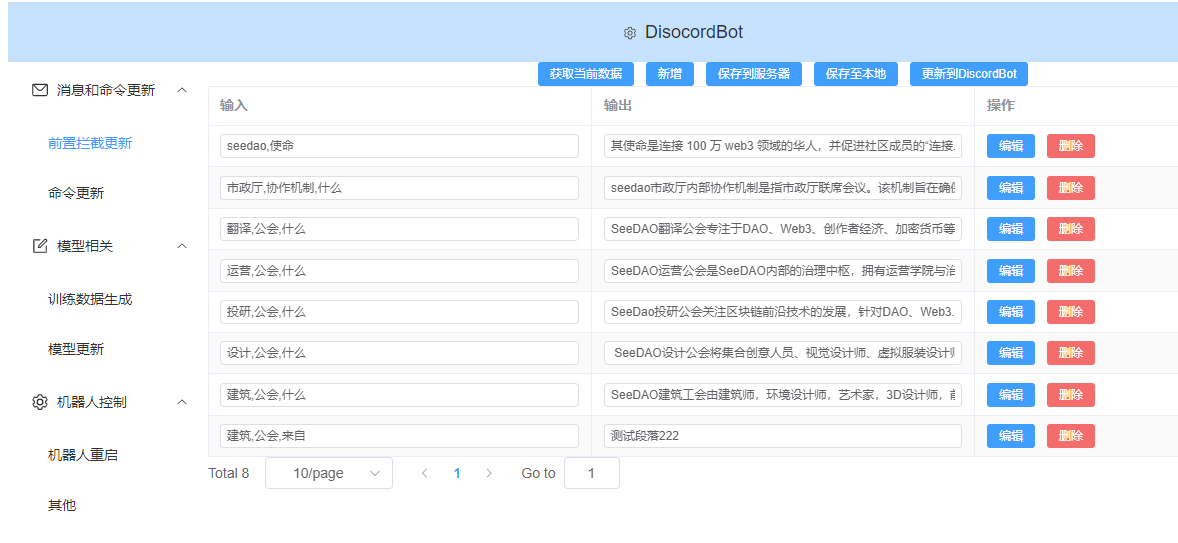 DisocordBot
获取当前数据 新增 保存到服务器 保存至本地 更新到DiscordBot
消息和命令更新
前置拦截更新
命令更新
模型相关
训练数据生成
模型更新
机器人控制
机器人重启
其他
输入 输出 操作
seedao,使命 其使命是连接 100 万 web3 领域的华人，并促进社区成员的“连接. 编辑 删除
市政厅,协作机制,什么 seedao市政厅内部协作机制是指市政厅联席会议。该机制旨在确 编辑 删除
翻译,公会,什么 SeeDAO翻译公会专注于DAO、Web3、创作者经济、加密货币等 编辑 删除
运营,公会,什么 SeeDAO运营公会是SeeDAO内部的治理中枢，拥有运营学院与治 编辑 删除
投研,公会,什么 SeeDao投研公会关注区块链前沿技术的发展，针对DAO、Web3. 编辑 删除
设计,公会,什么 SeeDAO设计公会将集合创意人员、视觉设计师、虚拟服装设计 编辑 删除
建筑,公会,什么 SeeDAO建筑工会由建筑师，环境设计师，艺术家，3D设计师， 编辑 删除
建筑,公会,来自 测试段落222 编辑 删除
Total 8 10/page 1 Go to 1